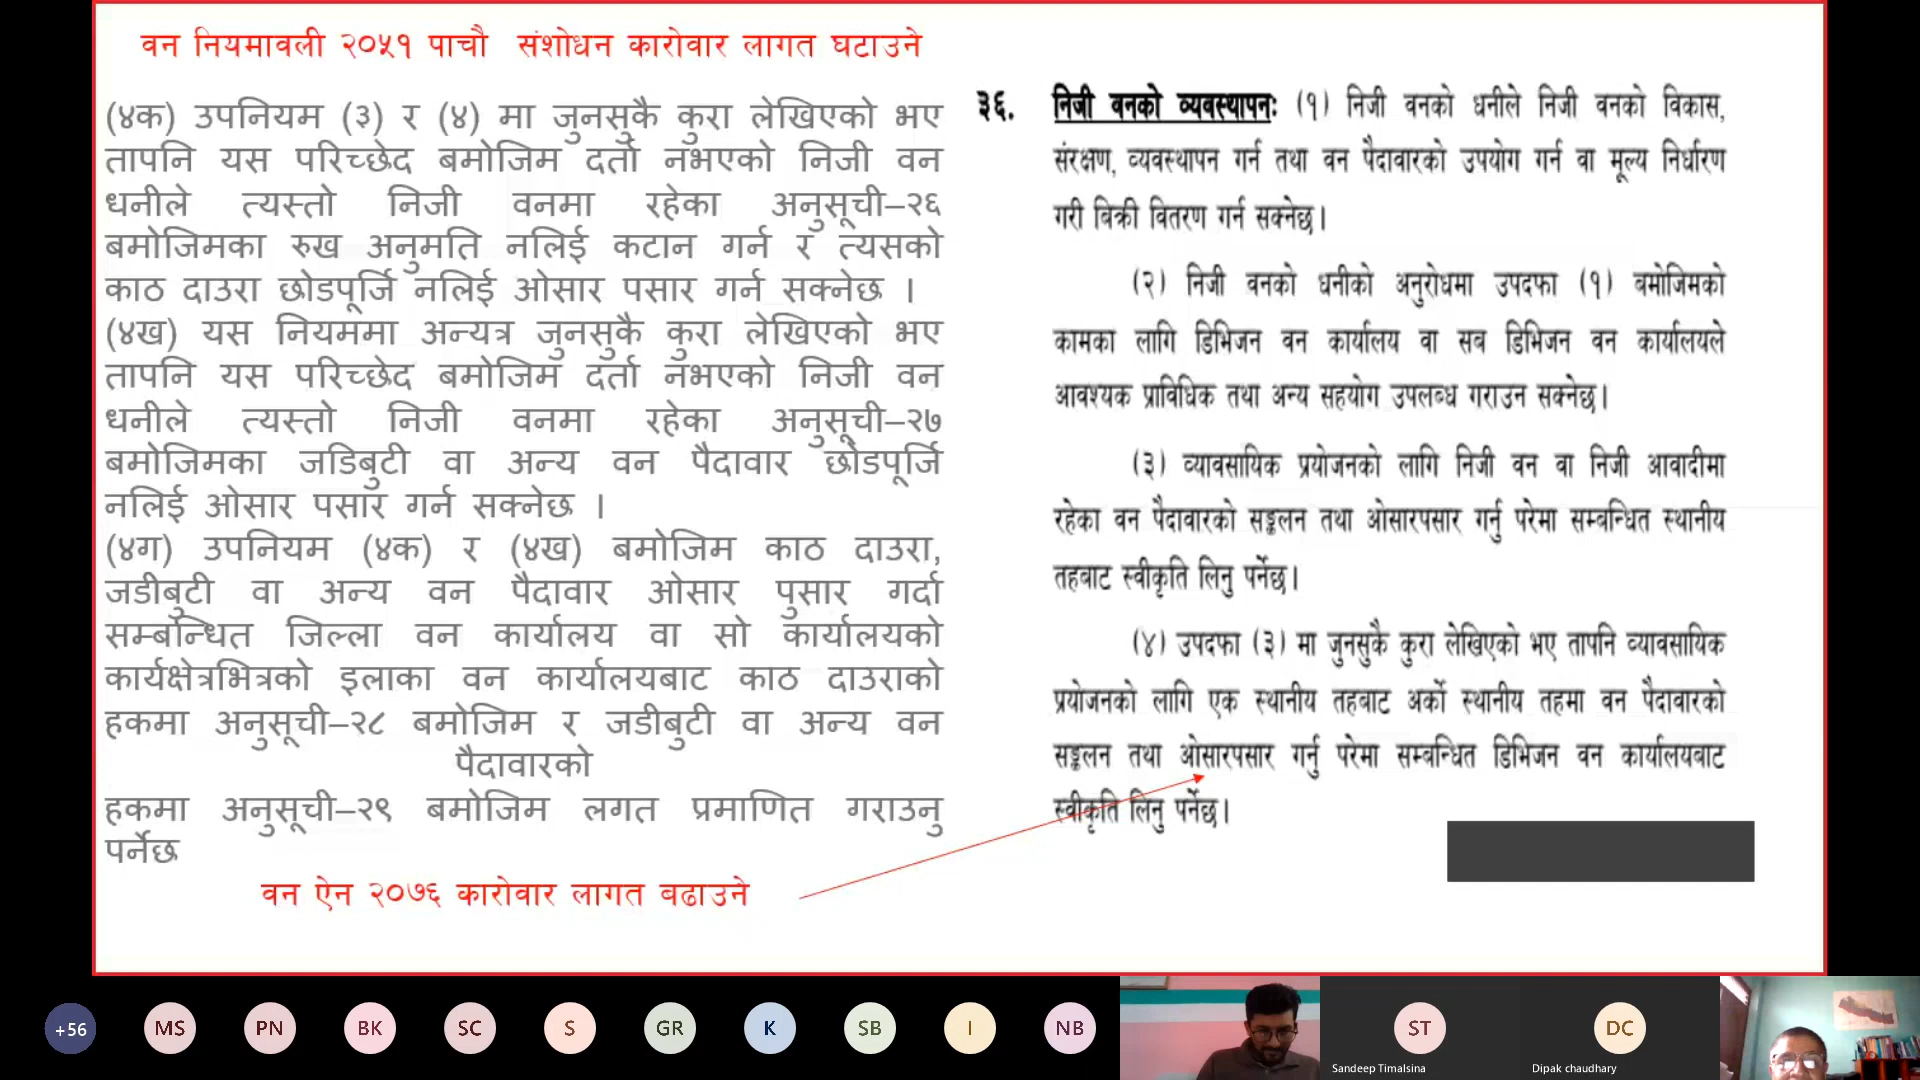 वन नियमावली २०५१ पाचौ संशोधन कारोवार लागत घटाउने
(४क) उपनियम (३) र (४) मा जुनसुकै कुरा लेखिएको भए
तापनि यस परिच्छेद बमोजिम दर्ता नभएको निजी वन
धनीले त्यस्तो निजी वनमा रहेका अनुसूची–२६
बमोजिमका रुख अनुमति नलिई कटान गर्न र त्यसको
काठ दाउरा छोडपूर्जि नलिई ओसार पसार गर्न सक्नेछ ।
(४ख) यस नियममा अन्यत्र जुनसुकै कुरा लेखिएको भए
तापनि यस परिच्छेद बमोजिम दर्ता नभएको निजी वन
धनीले त्यस्तो निजी वनमा रहेका अनुसूची–२७
बमोजिमका जडिबुटी वा अन्य वन पैदावार छोडपूर्जि
नलिई ओसार पसार गर्न सक्नेछ ।
(४ग) उपनियम (४क) र (४ख) बमोजिम काठ दाउरा,
जडीबुटी वा अन्य वन पैदावार ओसार पुसार गर्दा
सम्बन्धित जिल्ला वन कार्यालय वा सो कार्यालयको
कार्यक्षेत्रभित्रको इलाका वन कार्यालयबाट काठ दाउराको
हकमा अनुसूची–२८ बमोजिम र जडीबुटी वा अन्य वन
पैदावारको
हकमा अनुसूची–२९ बमोजिम लगत प्रमाणित गराउनु
पर्नेछ
वन ऐन २०७६ कारोवार लागत बढाउने
३६. निजी वनको व्यवस्थापनः (१) निजी वनको धनीले निजी वनको विकास,
संरक्षण, व्यवस्थापन गर्न तथा वन पैदावारको उपयोग गर्न वा मूल्य निर्धारण
गरी बिक्री वितरण गर्न सक्नेछ।
(२) निजी वनको धनीको अनुरोधमा उपदफा (१) बमोजिमको
कामका लागि डिभिजन वन कार्यालय वा सब डिभिजन वन कार्यालयले
आवश्यक प्राविधिक तथा अन्य सहयोग उपलब्ध गराउन सक्नेछ।
(३) व्यावसायिक प्रयोजनको लागि निजी वन वा निजी आवादीमा
रहेका वन पैदावारको सङ्कलन तथा ओसारपसार गर्नु परेमा सम्बन्धित स्थानीय
तहबाट स्वीकृति लिनु पर्नेछ।
(४) उपदफा (३) मा जुनसुकै कुरा लेखिएको भए तापनि व्यावसायिक
प्रयोजनको लागि एक स्थानीय तहबाट अर्को स्थानीय तहमा वन पैदावारको
सङ्कलन तथा ओसारपसार गर्नु परेमा सम्बन्धित डिभिजन वन कार्यालयबाट
स्वीकृति लिनु पर्नेछ।
+56 MS PN BK SC S GR K SB I NB ST DC
Sandeep Timalsina Dipak chaudhary